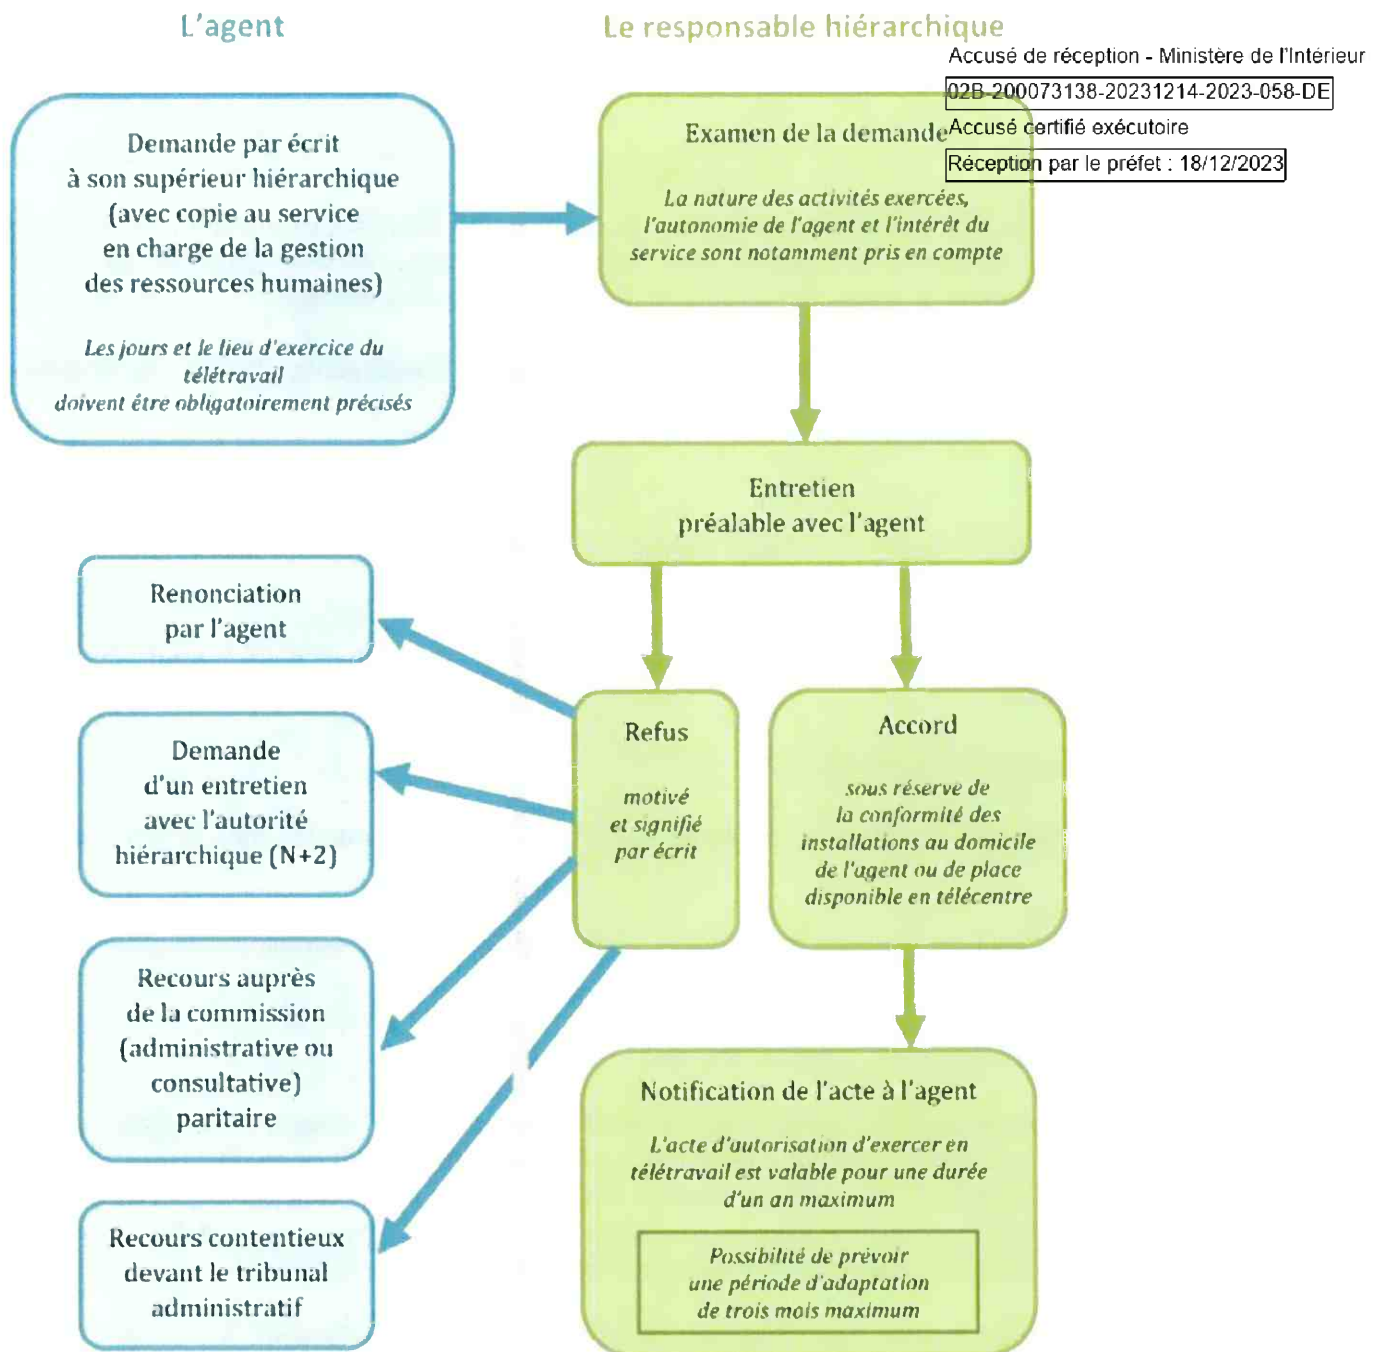 L'agent
Le responsable hiérarchique
Accusé de réception - Ministère de l'Intérieur
02B-200073138-20231214-2023-058-DE
Accusé certifié exécutoire
Réception par le préfet : 18/12/2023
Demande par écrit
à son supérieur hiérarchique
(avec copie au service
en charge de la gestion
des ressources humaines)
Les jours et le lieu d'exercice du
télétravail
doivent être obligatoirement précisés
Examen de la demande
La nature des activités exercées,
l'autonomie de l'agent et l'intérêt du
service sont notamment pris en compte
Entretien
préalable avec l'agent
Renonciation
par l'agent
Demande
d'un entretien
avec l'autorité
hiérarchique (N+2)
Recours auprès
de la commission
(administrative ou
consultative)
paritaire
Recours contentieux
devant le tribunal
administratif
Refus
motivé
et signifié
par écrit
Accord
sous réserve de
la conformité des
installations au domicile
de l'agent ou de place
disponible en télécentre
Notification de l'acte à l'agent
L'acte d'autorisation d'exercer en
télétravail est valable pour une durée
d'un an maximum
Possibilité de prévoir
une période d'adaptation
de trois mois maximum